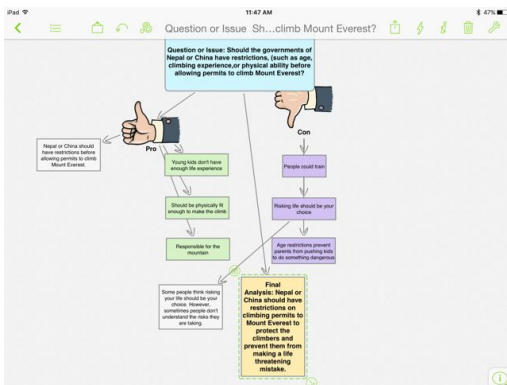 iPad
11:47 AM
47%
Question or Issue Sh...climb Mount Everest?
Question or Issue: Should the governments of
Nepal or China have restrictions, (such as age,
climbing experience,or physical ability before
allowing permits to climb Mount Everest?
Pro
Con
Nepal or China should
have restrictions before
allowing permits to climb
Mount Everest.
Young kids don't have
enough life experience
Should be physically fit
enough to make the climb
Responsible for the
mountain
People could train
Risking life should be your
choice
Age restrictions prevent
parents from pushing kids
to do something dangerous
Some people think risking
your life should be your
choice. However,
sometimes people don't
understand the risks they
are taking.
Final
Analysis: Nepal or
China should have
restrictions on
climbing permits to
Mount Everest to
protect the
climbers and
prevent them from
making a life
threatening
mistake.